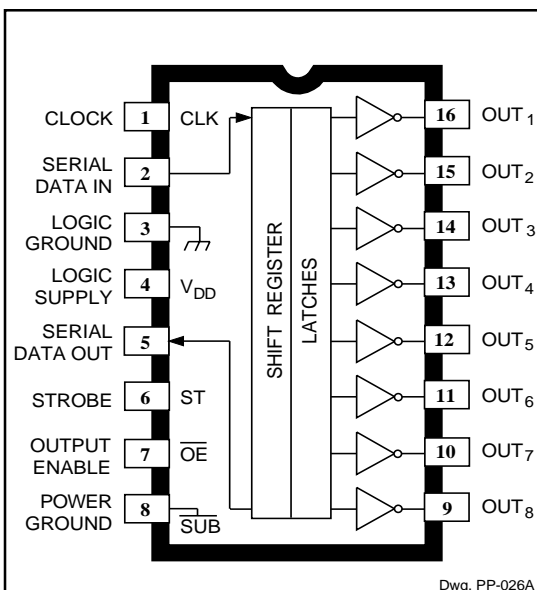 CLOCK 1 CLK 16 OUT1
SERIAL
DATA IN 2 15 OUT2
LOGIC
GROUND 3 14 OUT3
LOGIC
SUPPLY 4 VDD 13 OUT4
SERIAL
DATA OUT 5 12 OUT5
STROBE 6 ST 11 OUT6
OUTPUT
ENABLE 7 OE 10 OUT7
POWER
GROUND 8 SUB 9 OUT8
SHIFT REGISTER
LATCHES
Dwg. PP-026A